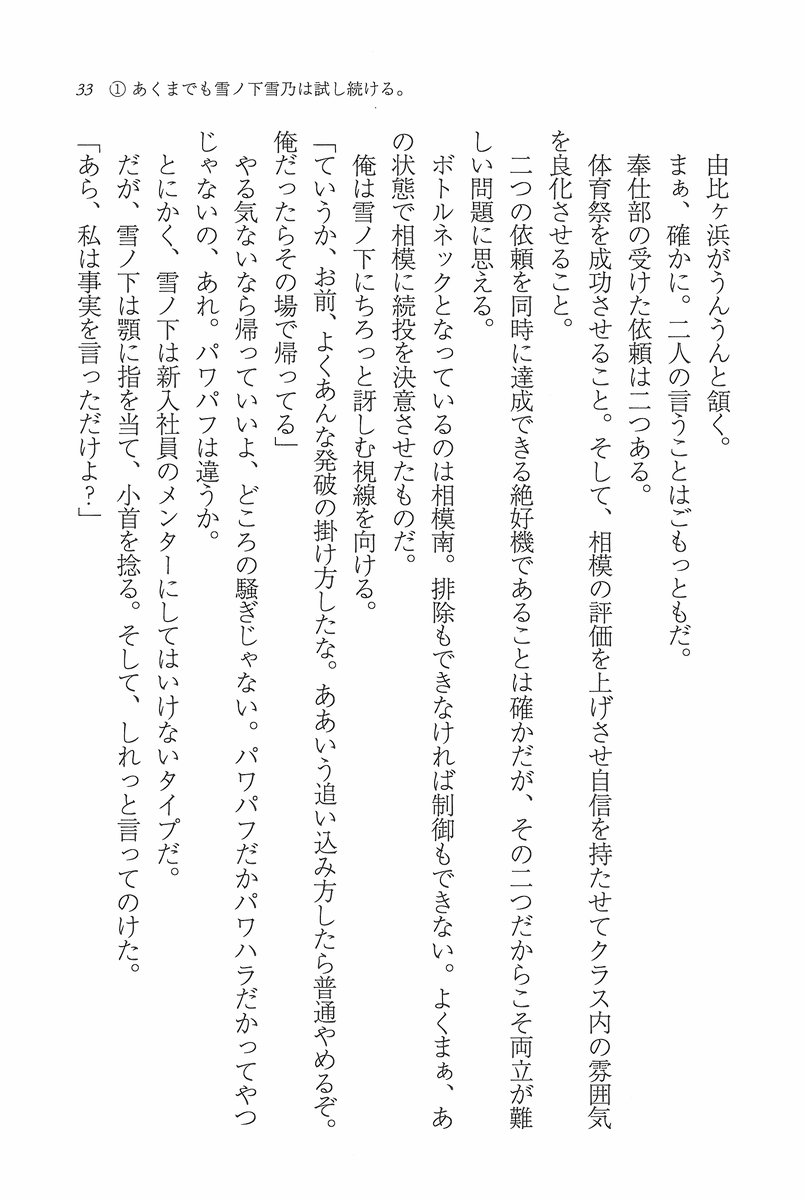 33 ① あくまでも雪ノ下雪乃は試し続ける。
由比ヶ浜がうんうんと頷く。
まぁ、確かに。二人の言うことはごもっともだ。
奉仕部の受けた依頼は二つある。
体育祭を成功させること。そして、相模の評価を上げさせ自信を持たせてクラス内の雰囲気
を良化させること。
二つの依頼を同時に達成できる絶好機であることは確かだが、その二つだからこそ両立が難
しい問題に思える。
ボトルネックとなっているのは相模南。排除もできなければ制御もできない。よくまぁ、あ
の状態で相模に続投を決意させたものだ。
俺は雪ノ下にちろっと訝しむ視線を向ける。
「ていうか、お前、よくあんな発破の掛け方したな。ああいう追い込み方したら普通やめるぞ。
俺だったらその場で帰ってる」
やる気ないなら帰っていいよ、どころの騒ぎじゃない。パワパフだかパワハラだかってやつ
じゃないの、あれ。パワパフは違うか。
とにかく、雪ノ下は新入社員のメンターにしてはいけないタイプだ。
だが、雪ノ下は顎に指を当て、小首を捻る。そして、しれっと言ってのけた。
「あら、私は事実を言っただけよ？」